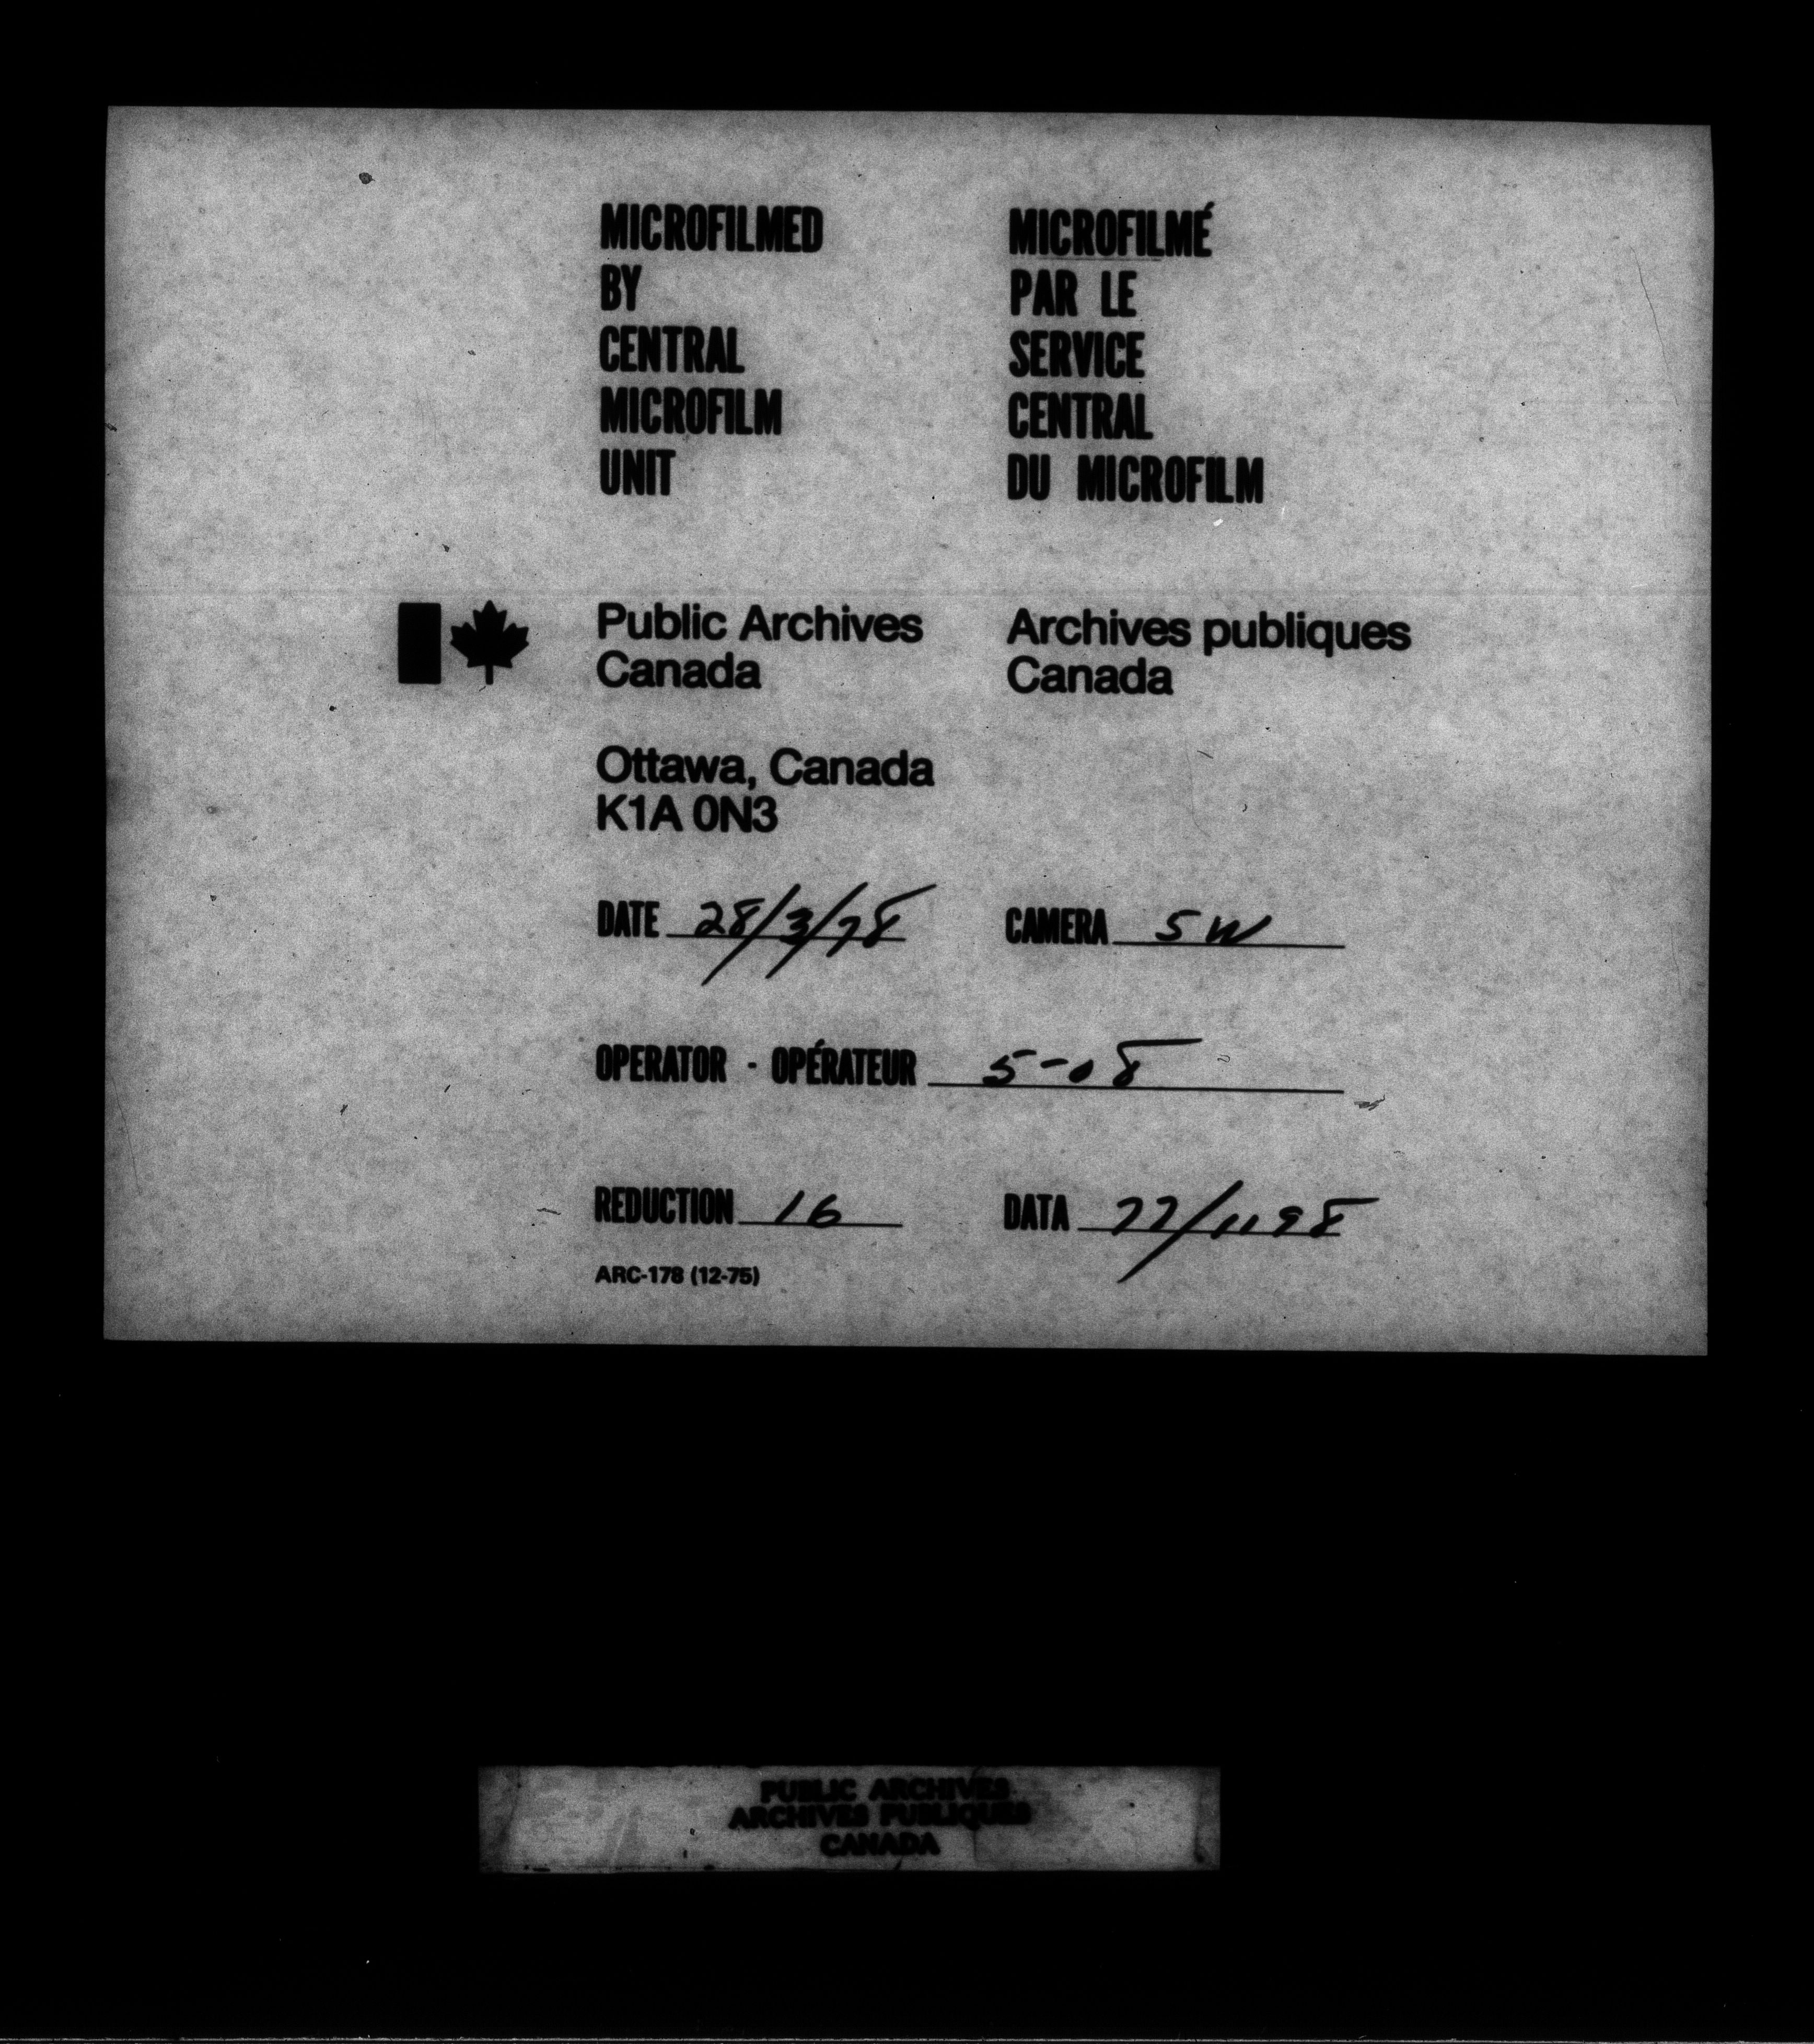 MICROFILMED
BY
CENTRAL
MICROFILM
UNIT
MICROFILMÉ
PAR LE
SERVICE
CENTRAL
DU MICROFILM
Public Archives
Canada
Archives publiques
Canada
Ottawa, Canada
K1A 0N3
DATE 28/3/78
CAMERA 5W
OPERATOR - OPÉRATEUR 5-08
REDUCTION 16
DATA 77/1198
ARC-178 (12-75)
PUBLIC ARCHIVES
ARCHIVES PUBLIQUES
CANADA